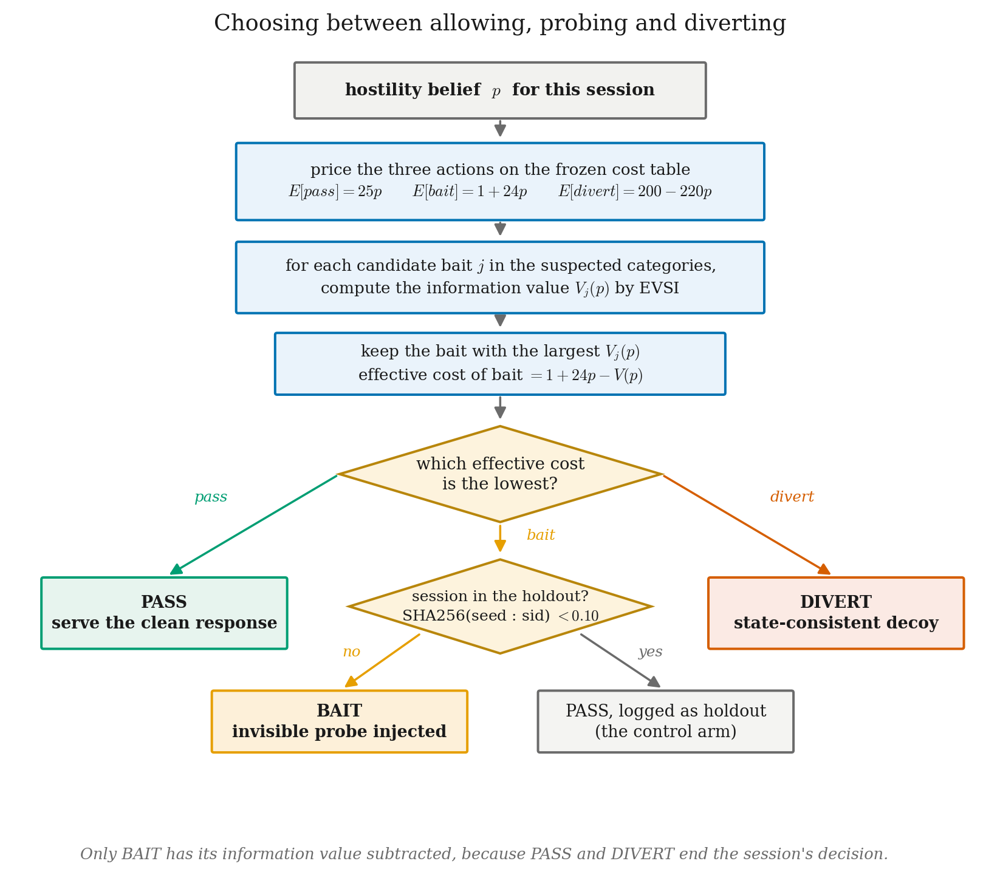 Choosing between allowing, probing and diverting
hostility belief p for this session
price the three actions on the frozen cost table
E[pass] = 25p E[bait] = 1 + 24p E[divert] = 200 − 220p
for each candidate bait j in the suspected categories,
compute the information value V_j(p) by EVSI
keep the bait with the largest V_j(p)
effective cost of bait = 1 + 24p − V(p)
which effective cost
is the lowest?
pass
divert
bait
PASS
serve the clean response
session in the holdout?
SHA256(seed : sid) < 0.10
DIVERT
state-consistent decoy
no
yes
BAIT
invisible probe injected
PASS, logged as holdout
(the control arm)
Only BAIT has its information value subtracted, because PASS and DIVERT end the session's decision.